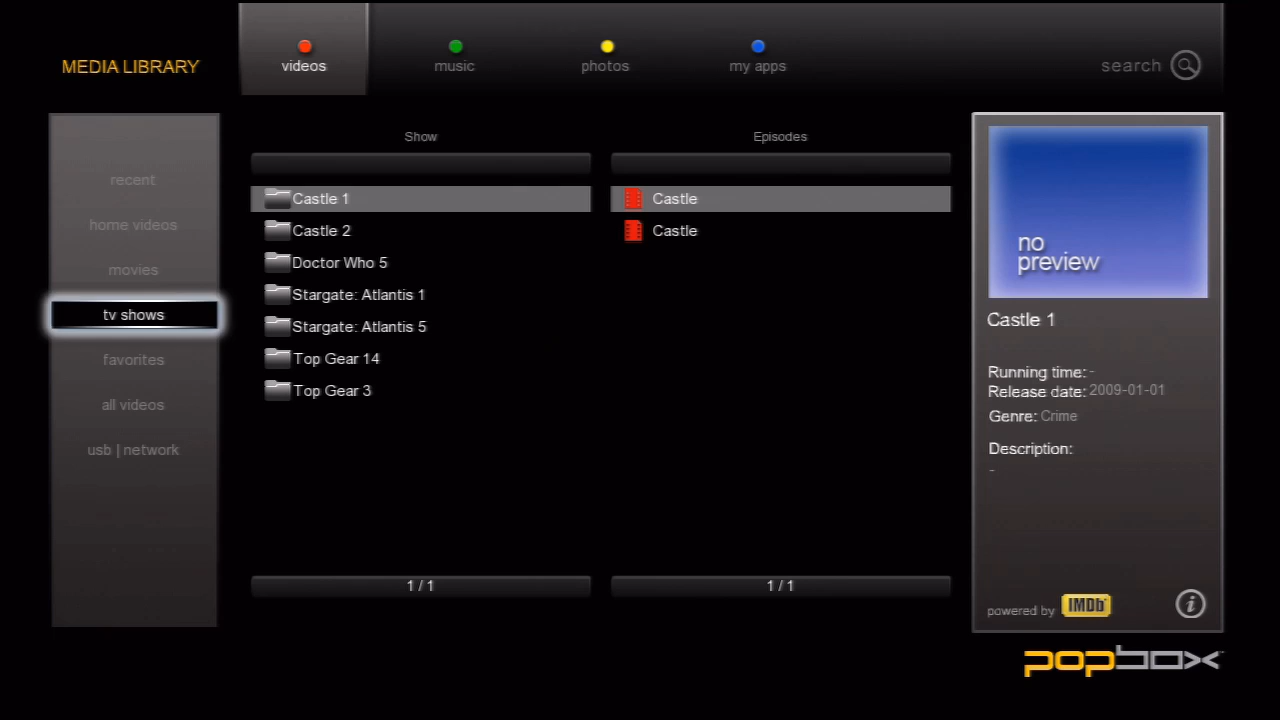 MEDIA LIBRARY
videos
music
photos
my apps
search
recent
home videos
movies
tv shows
favorites
all videos
usb | network
Show
Castle 1
Castle 2
Doctor Who 5
Stargate: Atlantis 1
Stargate: Atlantis 5
Top Gear 14
Top Gear 3
1 / 1
Episodes
Castle
Castle
1 / 1
no
preview
Castle 1
Running time: -
Release date: 2009-01-01
Genre: Crime
Description:
-
powered by IMDb
i
popbox